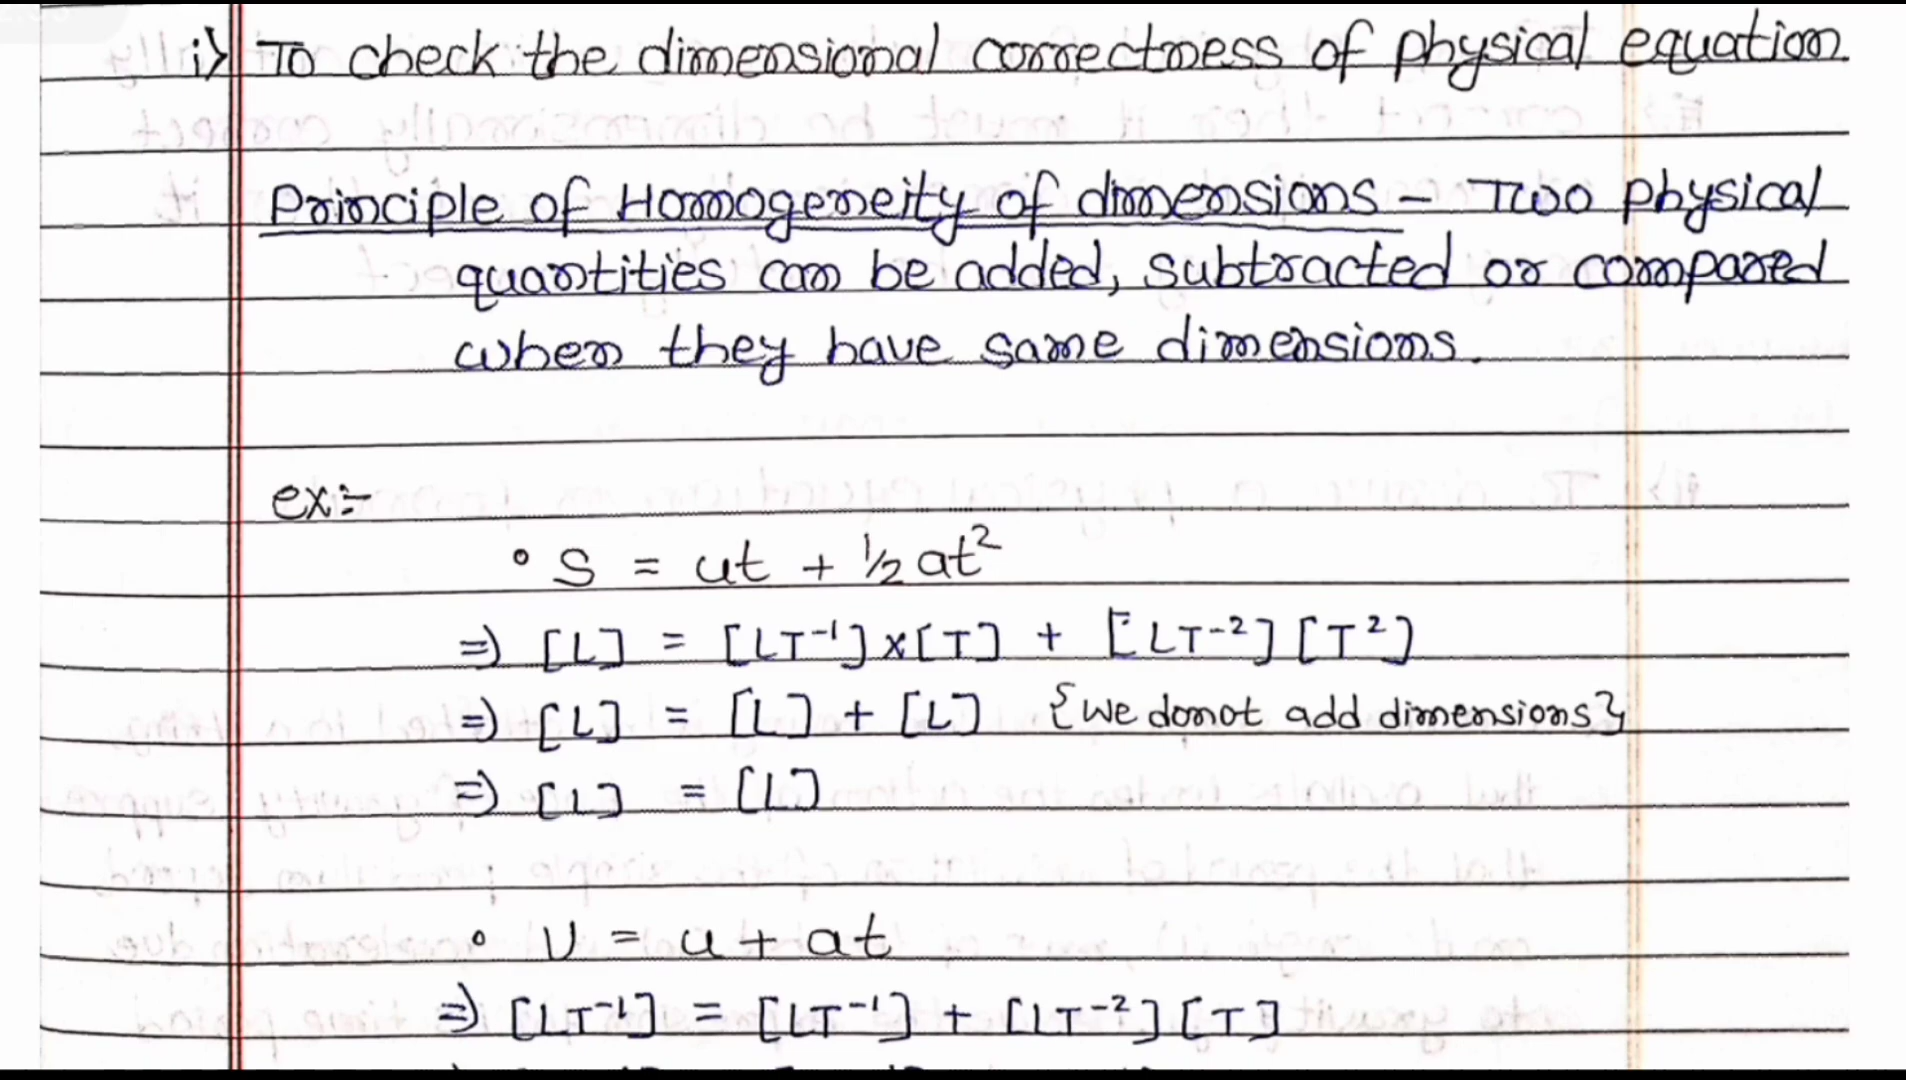 i) To check the dimensional correctness of physical equation.
Principle of Homogeneity of dimensions - Two physical
quantities can be added, subtracted or compared
when they have same dimensions.
ex:-
• S = ut + 1/2 at²
⇒ [L] = [LT⁻¹]x[T] + [LT⁻²][T²]
⇒ [L] = [L] + [L] {we donot add dimensions}
⇒ [L] = [L]
• V = u + at
⇒ [LT⁻¹] = [LT⁻¹] + [LT⁻²][T]